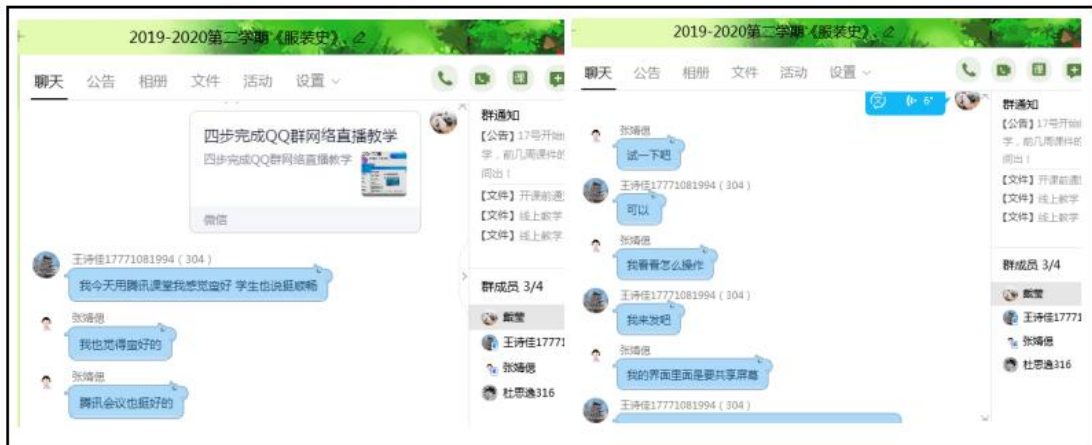 2019-2020第二学期《服装史》.2
聊天 公告 相册 文件 活动 设置
四步完成QQ群网络直播教学
四步完成QQ群网络直播教学
微信
王诗佳17771081994（304）
我今天用腾讯课堂我感觉蛮好 学生也说挺顺畅
张婧偲
我也觉得蛮好的
张婧偲
腾讯会议也挺好的
群通知
【公告】17号开始
学，前几周课件的
间出！
【文件】开课前通
【文件】线上教学
【文件】线上教学
群成员 3/4
甑莹
王诗佳17771
张婧偲
杜思逸316
2019-2020第二学期《服装史》.2
聊天 公告 相册 文件 活动 设置
6"
张婧偲
试一下吧
王诗佳17771081994（304）
可以
张婧偲
我看看怎么操作
王诗佳17771081994（304）
我来发吧
张婧偲
我的界面里面是要共享屏幕
王诗佳17771081994（304）
群通知
【公告】17号开始
学，前几周课件的
间出！
【文件】开课前通
【文件】线上教学
【文件】线上教学
群成员 3/4
甑莹
王诗佳17771
张婧偲
杜思逸316